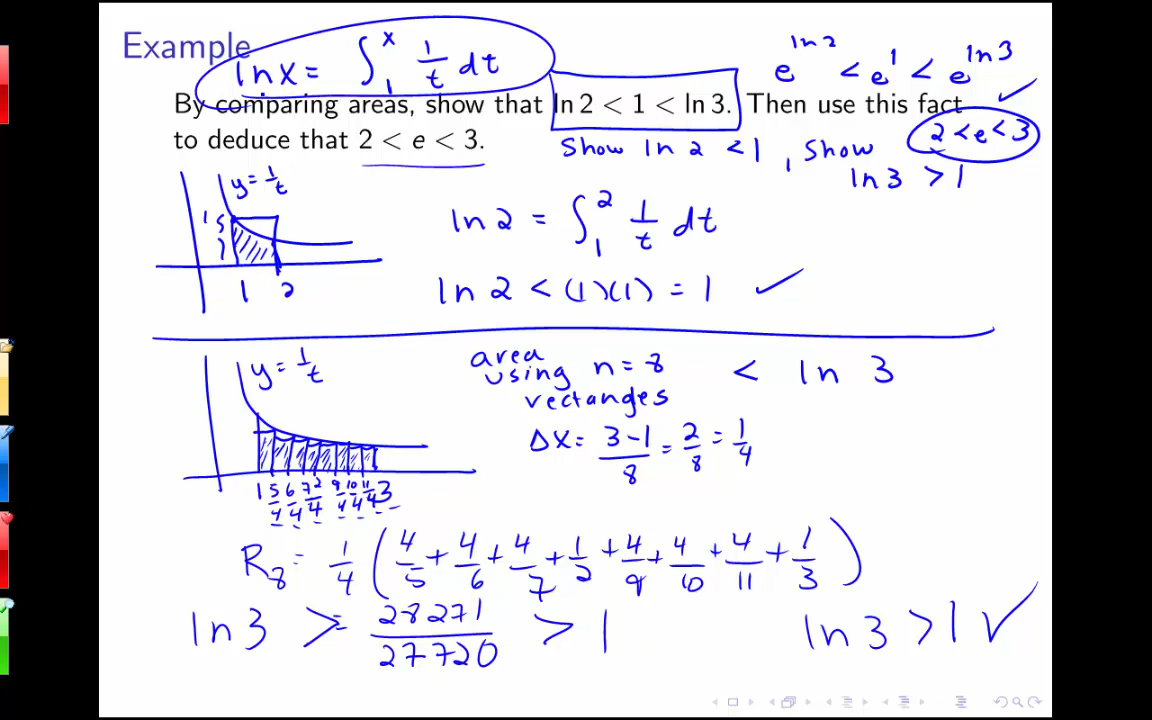 Example
ln x = ∫₁ˣ 1/t dt
e^ln 2 < e^1 < e^ln 3
By comparing areas, show that ln 2 < 1 < ln 3. Then use this fact
to deduce that 2 < e < 3.
2 < e < 3
Show ln 2 < 1, Show
ln 3 > 1
y = 1/t
1
1 2
ln 2 = ∫₁² 1/t dt
ln 2 < (1)(1) = 1 ✓
y = 1/t
area
using n = 8 < ln 3
rectanges
Δx = (3-1)/8 = 2/8 = 1/4
1 5/4 6/4 7/4 2 9/4 10/4 11/4 3
R₈ = 1/4 (4/5 + 4/6 + 4/7 + 1/2 + 4/9 + 4/10 + 4/11 + 1/3)
ln 3 > = 28271/27720 > 1
ln 3 > 1 ✓